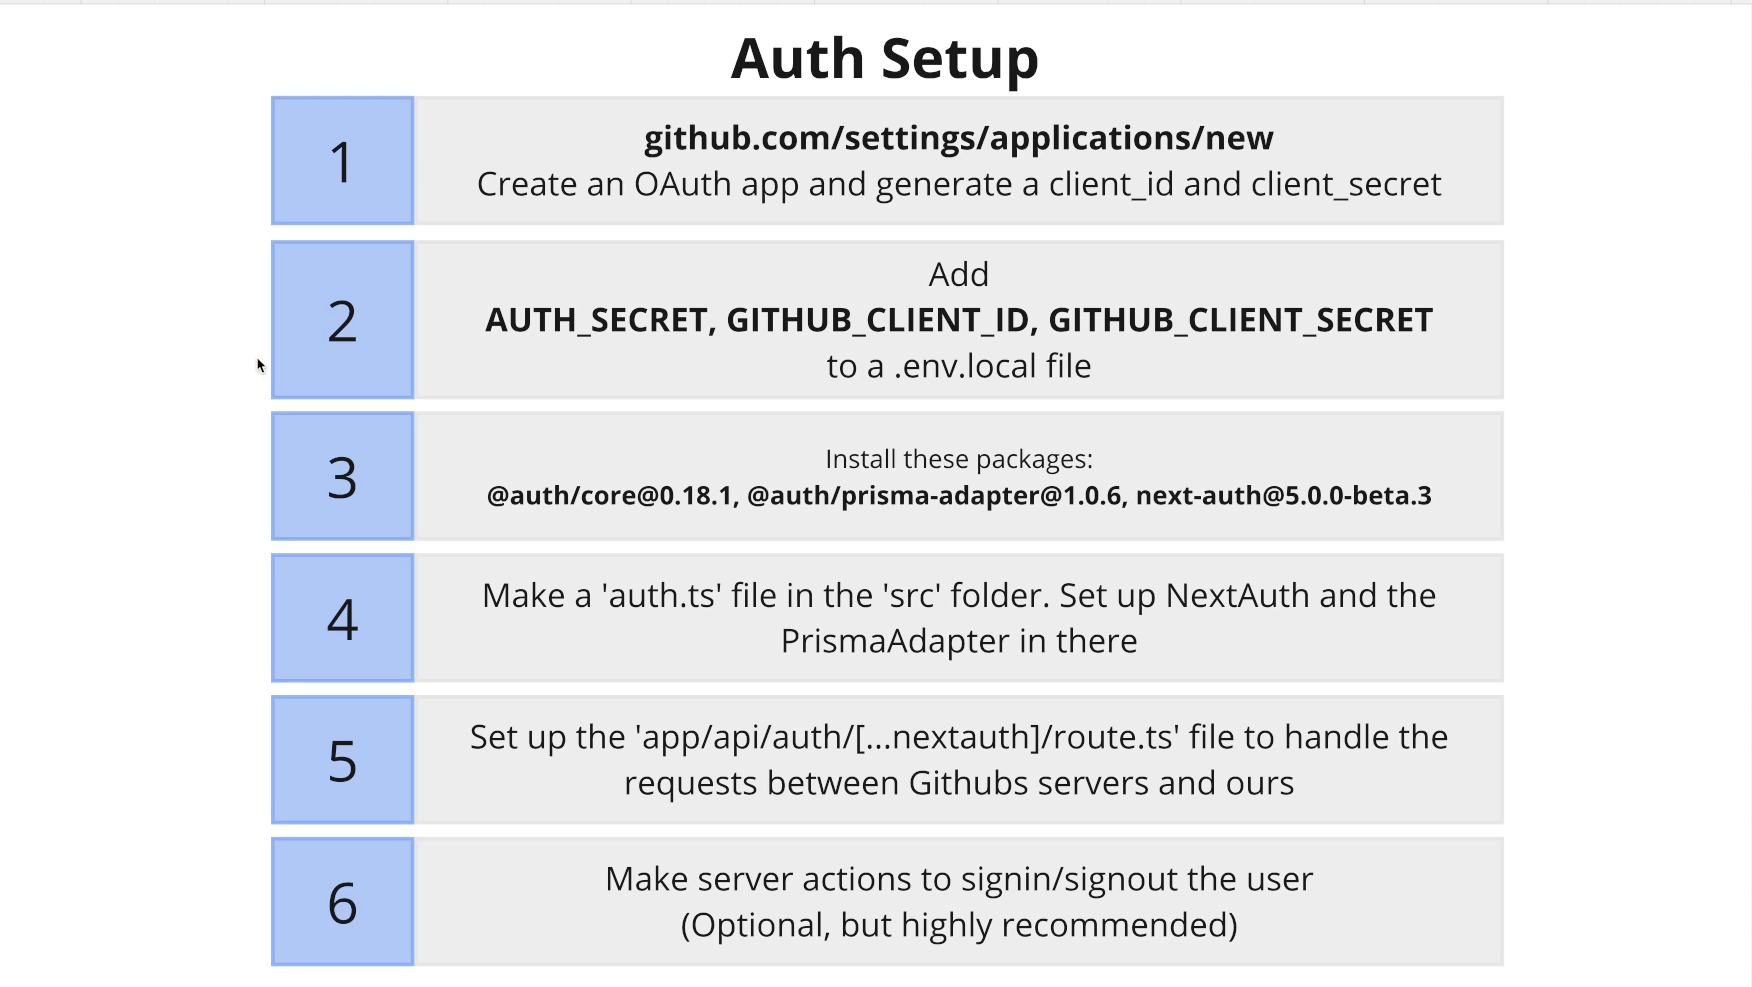 Auth Setup
1
github.com/settings/applications/new
Create an OAuth app and generate a client_id and client_secret
2
Add
AUTH_SECRET, GITHUB_CLIENT_ID, GITHUB_CLIENT_SECRET
to a .env.local file
3
Install these packages:
@auth/core@0.18.1, @auth/prisma-adapter@1.0.6, next-auth@5.0.0-beta.3
4
Make a 'auth.ts' file in the 'src' folder. Set up NextAuth and the
PrismaAdapter in there
5
Set up the 'app/api/auth/[...nextauth]/route.ts' file to handle the
requests between Githubs servers and ours
6
Make server actions to signin/signout the user
(Optional, but highly recommended)